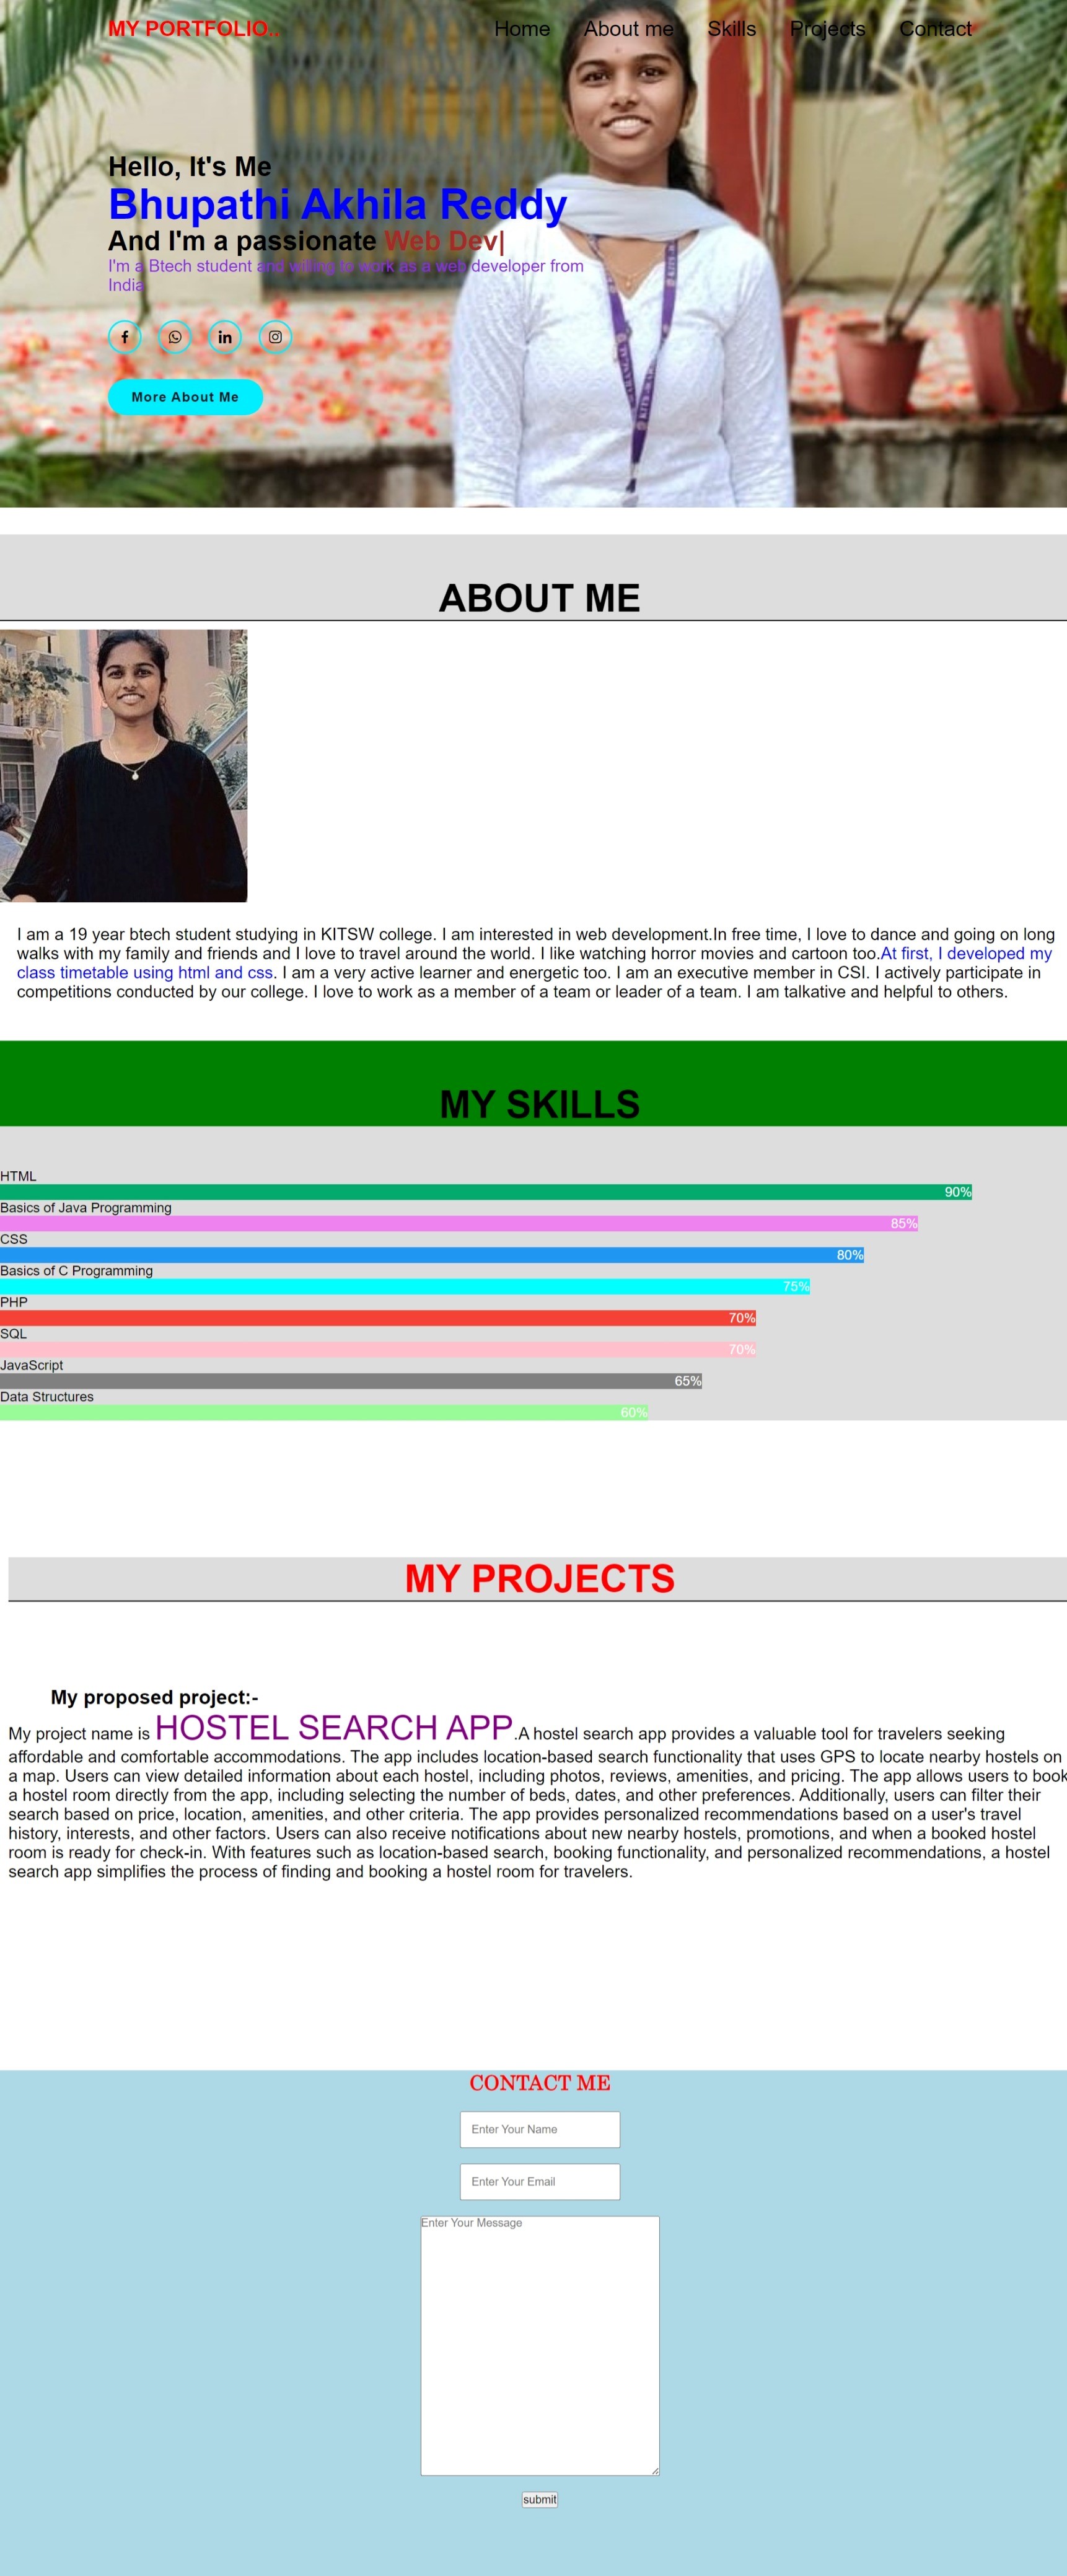 MY PORTFOLIO..
Home About me Skills Projects Contact
Hello, It's Me
Bhupathi Akhila Reddy
And I'm a passionate Web Dev|
I'm a Btech student and willing to work as a web developer from
India
More About Me
ABOUT ME
I am a 19 year btech student studying in KITSW college. I am interested in web development.In free time, I love to dance and going on long
walks with my family and friends and I love to travel around the world. I like watching horror movies and cartoon too.At first, I developed my
class timetable using html and css. I am a very active learner and energetic too. I am an executive member in CSI. I actively participate in
competitions conducted by our college. I love to work as a member of a team or leader of a team. I am talkative and helpful to others.
MY SKILLS
HTML
90%
Basics of Java Programming
85%
CSS
80%
Basics of C Programming
75%
PHP
70%
SQL
70%
JavaScript
65%
Data Structures
60%
MY PROJECTS
My proposed project:-
My project name is HOSTEL SEARCH APP.A hostel search app provides a valuable tool for travelers seeking
affordable and comfortable accommodations. The app includes location-based search functionality that uses GPS to locate nearby hostels on
a map. Users can view detailed information about each hostel, including photos, reviews, amenities, and pricing. The app allows users to book
a hostel room directly from the app, including selecting the number of beds, dates, and other preferences. Additionally, users can filter their
search based on price, location, amenities, and other criteria. The app provides personalized recommendations based on a user's travel
history, interests, and other factors. Users can also receive notifications about new nearby hostels, promotions, and when a booked hostel
room is ready for check-in. With features such as location-based search, booking functionality, and personalized recommendations, a hostel
search app simplifies the process of finding and booking a hostel room for travelers.
CONTACT ME
Enter Your Name
Enter Your Email
Enter Your Message
submit